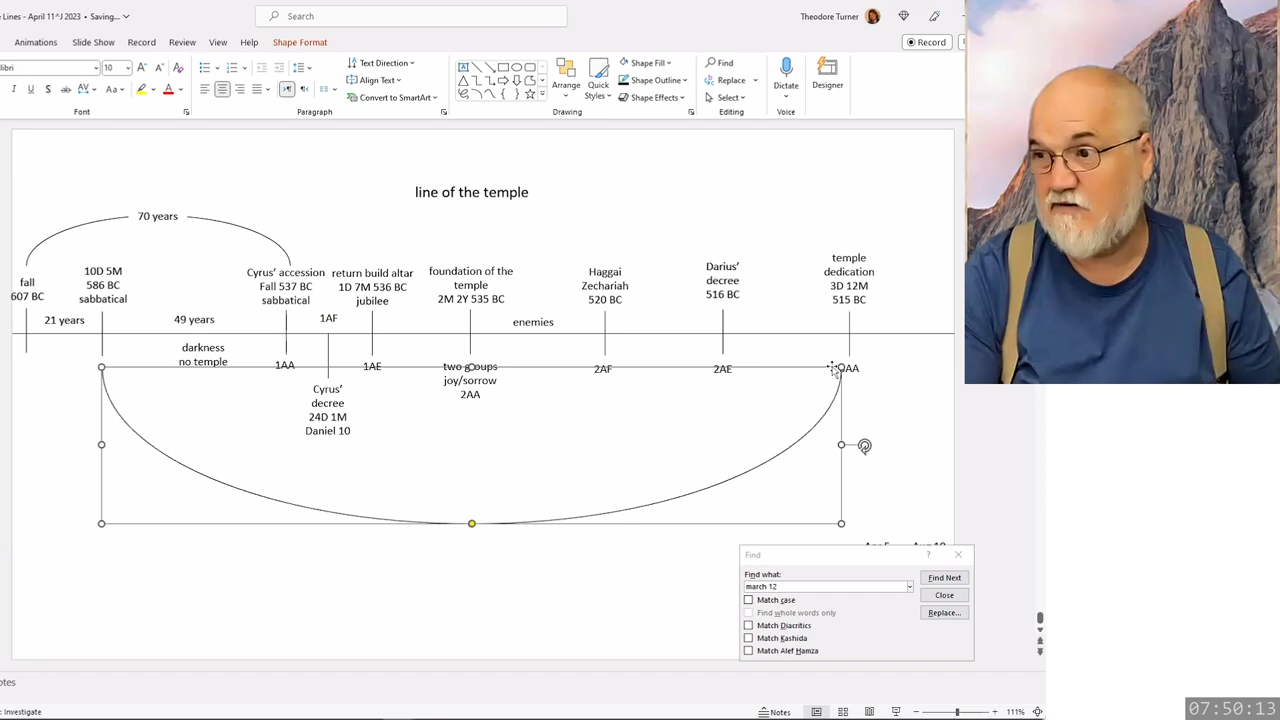 Lines - April 11^J 2023 • Saving...
Search
Theodore Turner
Animations
Slide Show
Record
Review
View
Help
Shape Format
Record
10
Text Direction
Align Text
Convert to SmartArt
Arrange
Quick
Styles
Shape Fill
Shape Outline
Shape Effects
Find
Replace
Select
Dictate
Designer
Font
Paragraph
Drawing
Editing
Voice
Designer
line of the temple
70 years
fall
607 BC
10D 5M
586 BC
sabbatical
Cyrus' accession
Fall 537 BC
sabbatical
return build altar
1D 7M 536 BC
jubilee
foundation of the
temple
2M 2Y 535 BC
Haggai
Zechariah
520 BC
Darius'
decree
516 BC
temple
dedication
3D 12M
515 BC
21 years
49 years
1AF
enemies
darkness
no temple
1AA
1AE
two groups
joy/sorrow
2AA
2AF
2AE
Cyrus'
decree
24D 1M
Daniel 10
Find
?
Find what:
march 12
Find Next
Match case
Close
Find whole words only
Replace...
Match Diacritics
Match Kashida
Match Alef Hamza
: Investigate
Notes
111%
07:50:13